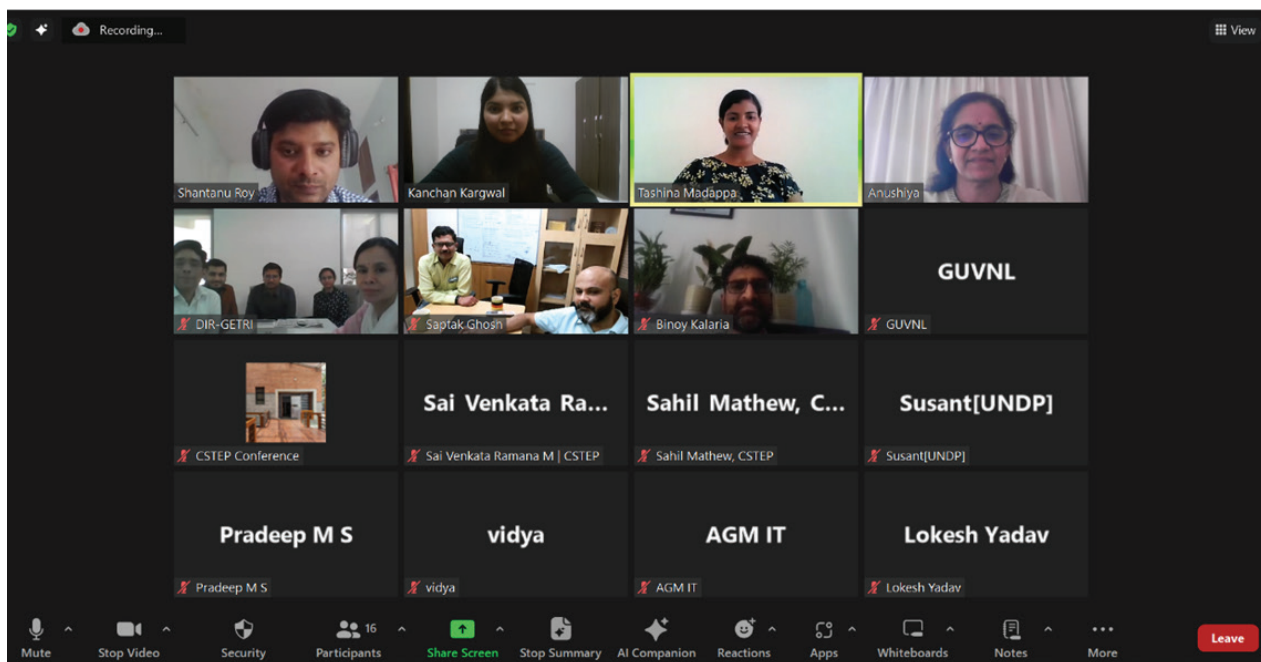 Recording...
View
Shantanu Roy
Kanchan Kargwal
Tashina Madappa
Anushiya
DIR-GETRI
Saptak Ghosh
Binoy Kalaria
GUVNL
GUVNL
CSTEP Conference
Sai Venkata Ra...
Sai Venkata Ramana M | CSTEP
Sahil Mathew, C...
Sahil Mathew, CSTEP
Susant[UNDP]
Susant[UNDP]
Pradeep M S
Pradeep M S
vidya
vidya
AGM IT
AGM IT
Lokesh Yadav
Lokesh Yadav
Mute
Stop Video
Security
16
Participants
Share Screen
Stop Summary
AI Companion
Reactions
Apps
Whiteboards
Notes
More
Leave